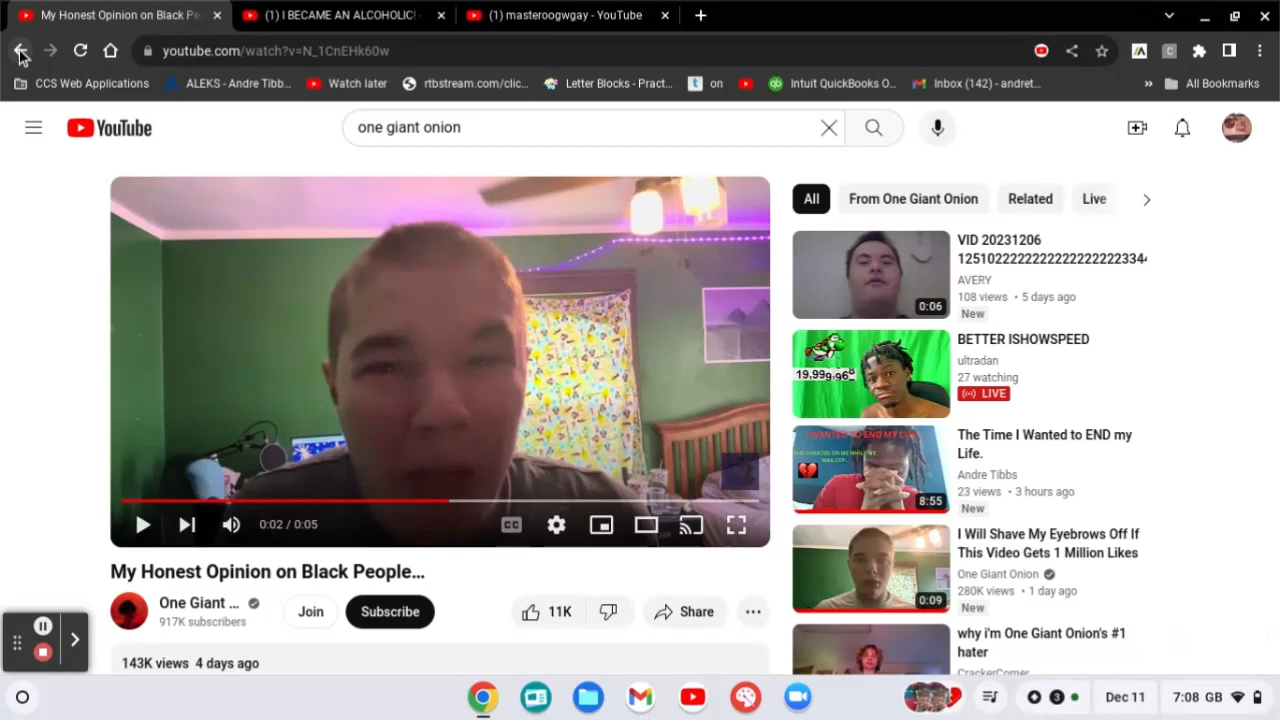 My Honest Opinion on Black Pe
(1) I BECAME AN ALCOHOLIC! -
(1) masteroogwgay - YouTube
youtube.com/watch?v=N_1CnEHk60w
CCS Web Applications
ALEKS - Andre Tibb...
Watch later
rtbstream.com/clic...
Letter Blocks - Pract...
on
Intuit QuickBooks O...
Inbox (142) - andret...
All Bookmarks
YouTube
one giant onion
All
From One Giant Onion
Related
Live
VID 20231206
AVERY
108 views • 5 days ago
New
0:06
BETTER ISHOWSPEED
ultradan
27 watching
LIVE
19,999,968
The Time I Wanted to END my
Life.
Andre Tibbs
23 views • 3 hours ago
New
8:55
I Will Shave My Eyebrows Off If
This Video Gets 1 Million Likes
One Giant Onion
280K views • 1 day ago
New
0:09
why i'm One Giant Onion's #1
hater
CrackerCorner
0:02 / 0:05
CC
My Honest Opinion on Black People...
One Giant ...
917K subscribers
Join
Subscribe
11K
Share
143K views 4 days ago
3
Dec 11
7:08 GB